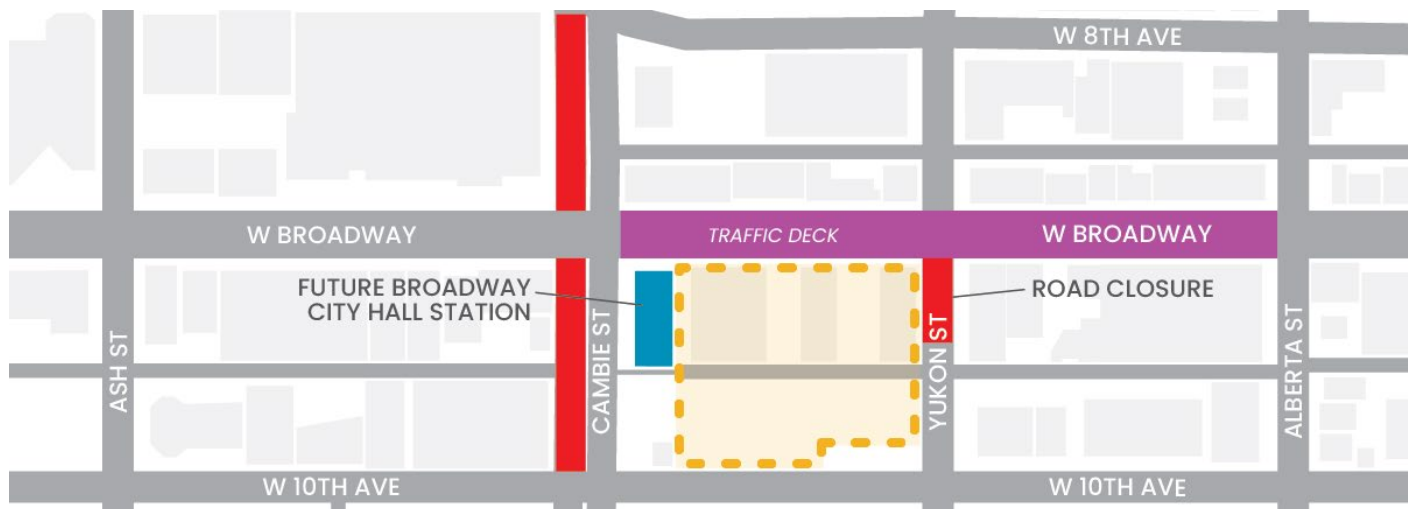 W 8TH AVE
W BROADWAY
TRAFFIC DECK
W BROADWAY
FUTURE BROADWAY
CITY HALL STATION
ROAD CLOSURE
ASH ST
CAMBIE ST
YUKON ST
ALBERTA ST
W 10TH AVE
W 10TH AVE